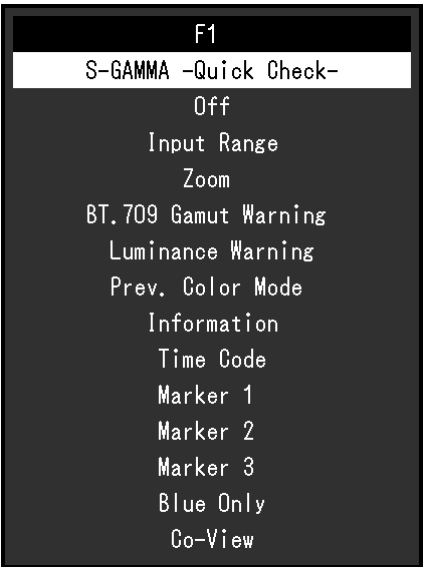 F1
S-GAMMA -Quick Check-
Off
Input Range
Zoom
BT.709 Gamut Warning
Luminance Warning
Prev. Color Mode
Information
Time Code
Marker 1
Marker 2
Marker 3
Blue Only
Co-View